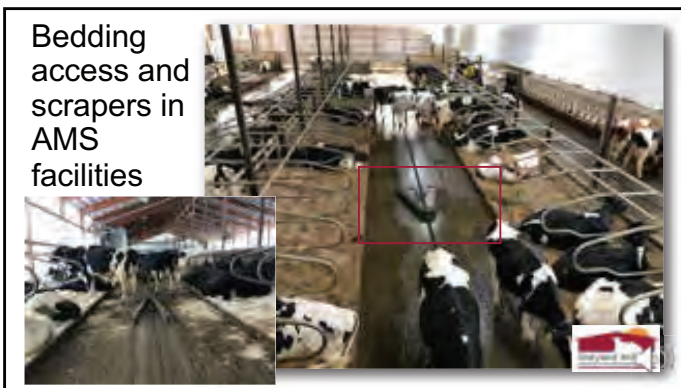 Bedding
access and
scrapers in
AMS
facilities